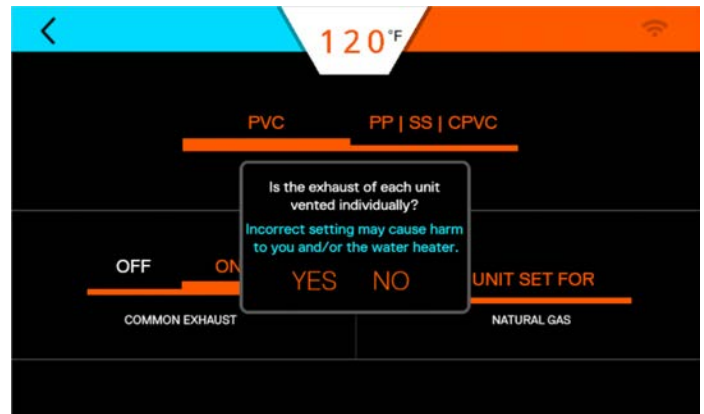 120°F
PVC PP | SS | CPVC
Is the exhaust of each unit
vented individually?
Incorrect setting may cause harm
to you and/or the water heater.
YES NO
OFF ON UNIT SET FOR
COMMON EXHAUST NATURAL GAS